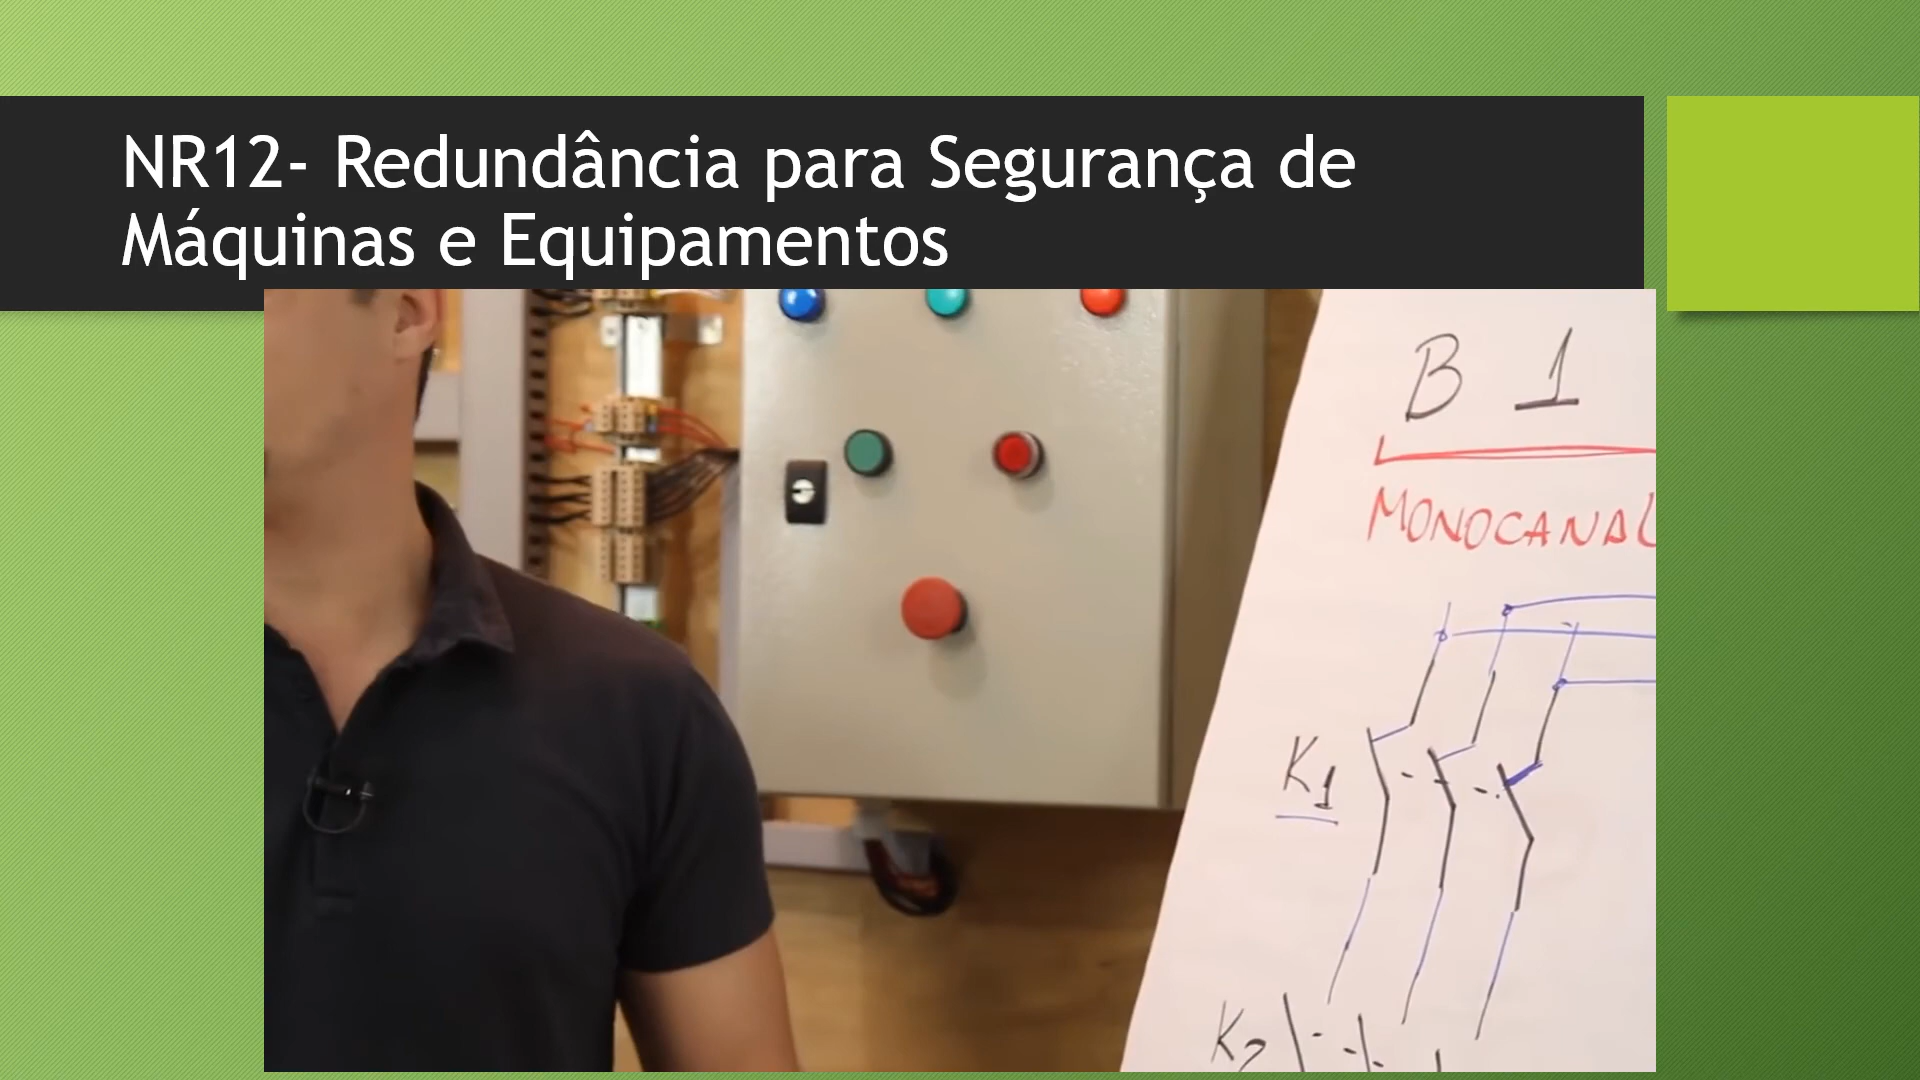 NR12- Redundância para Segurança de
Máquinas e Equipamentos
B 1
MONOCANAL
K1
K2